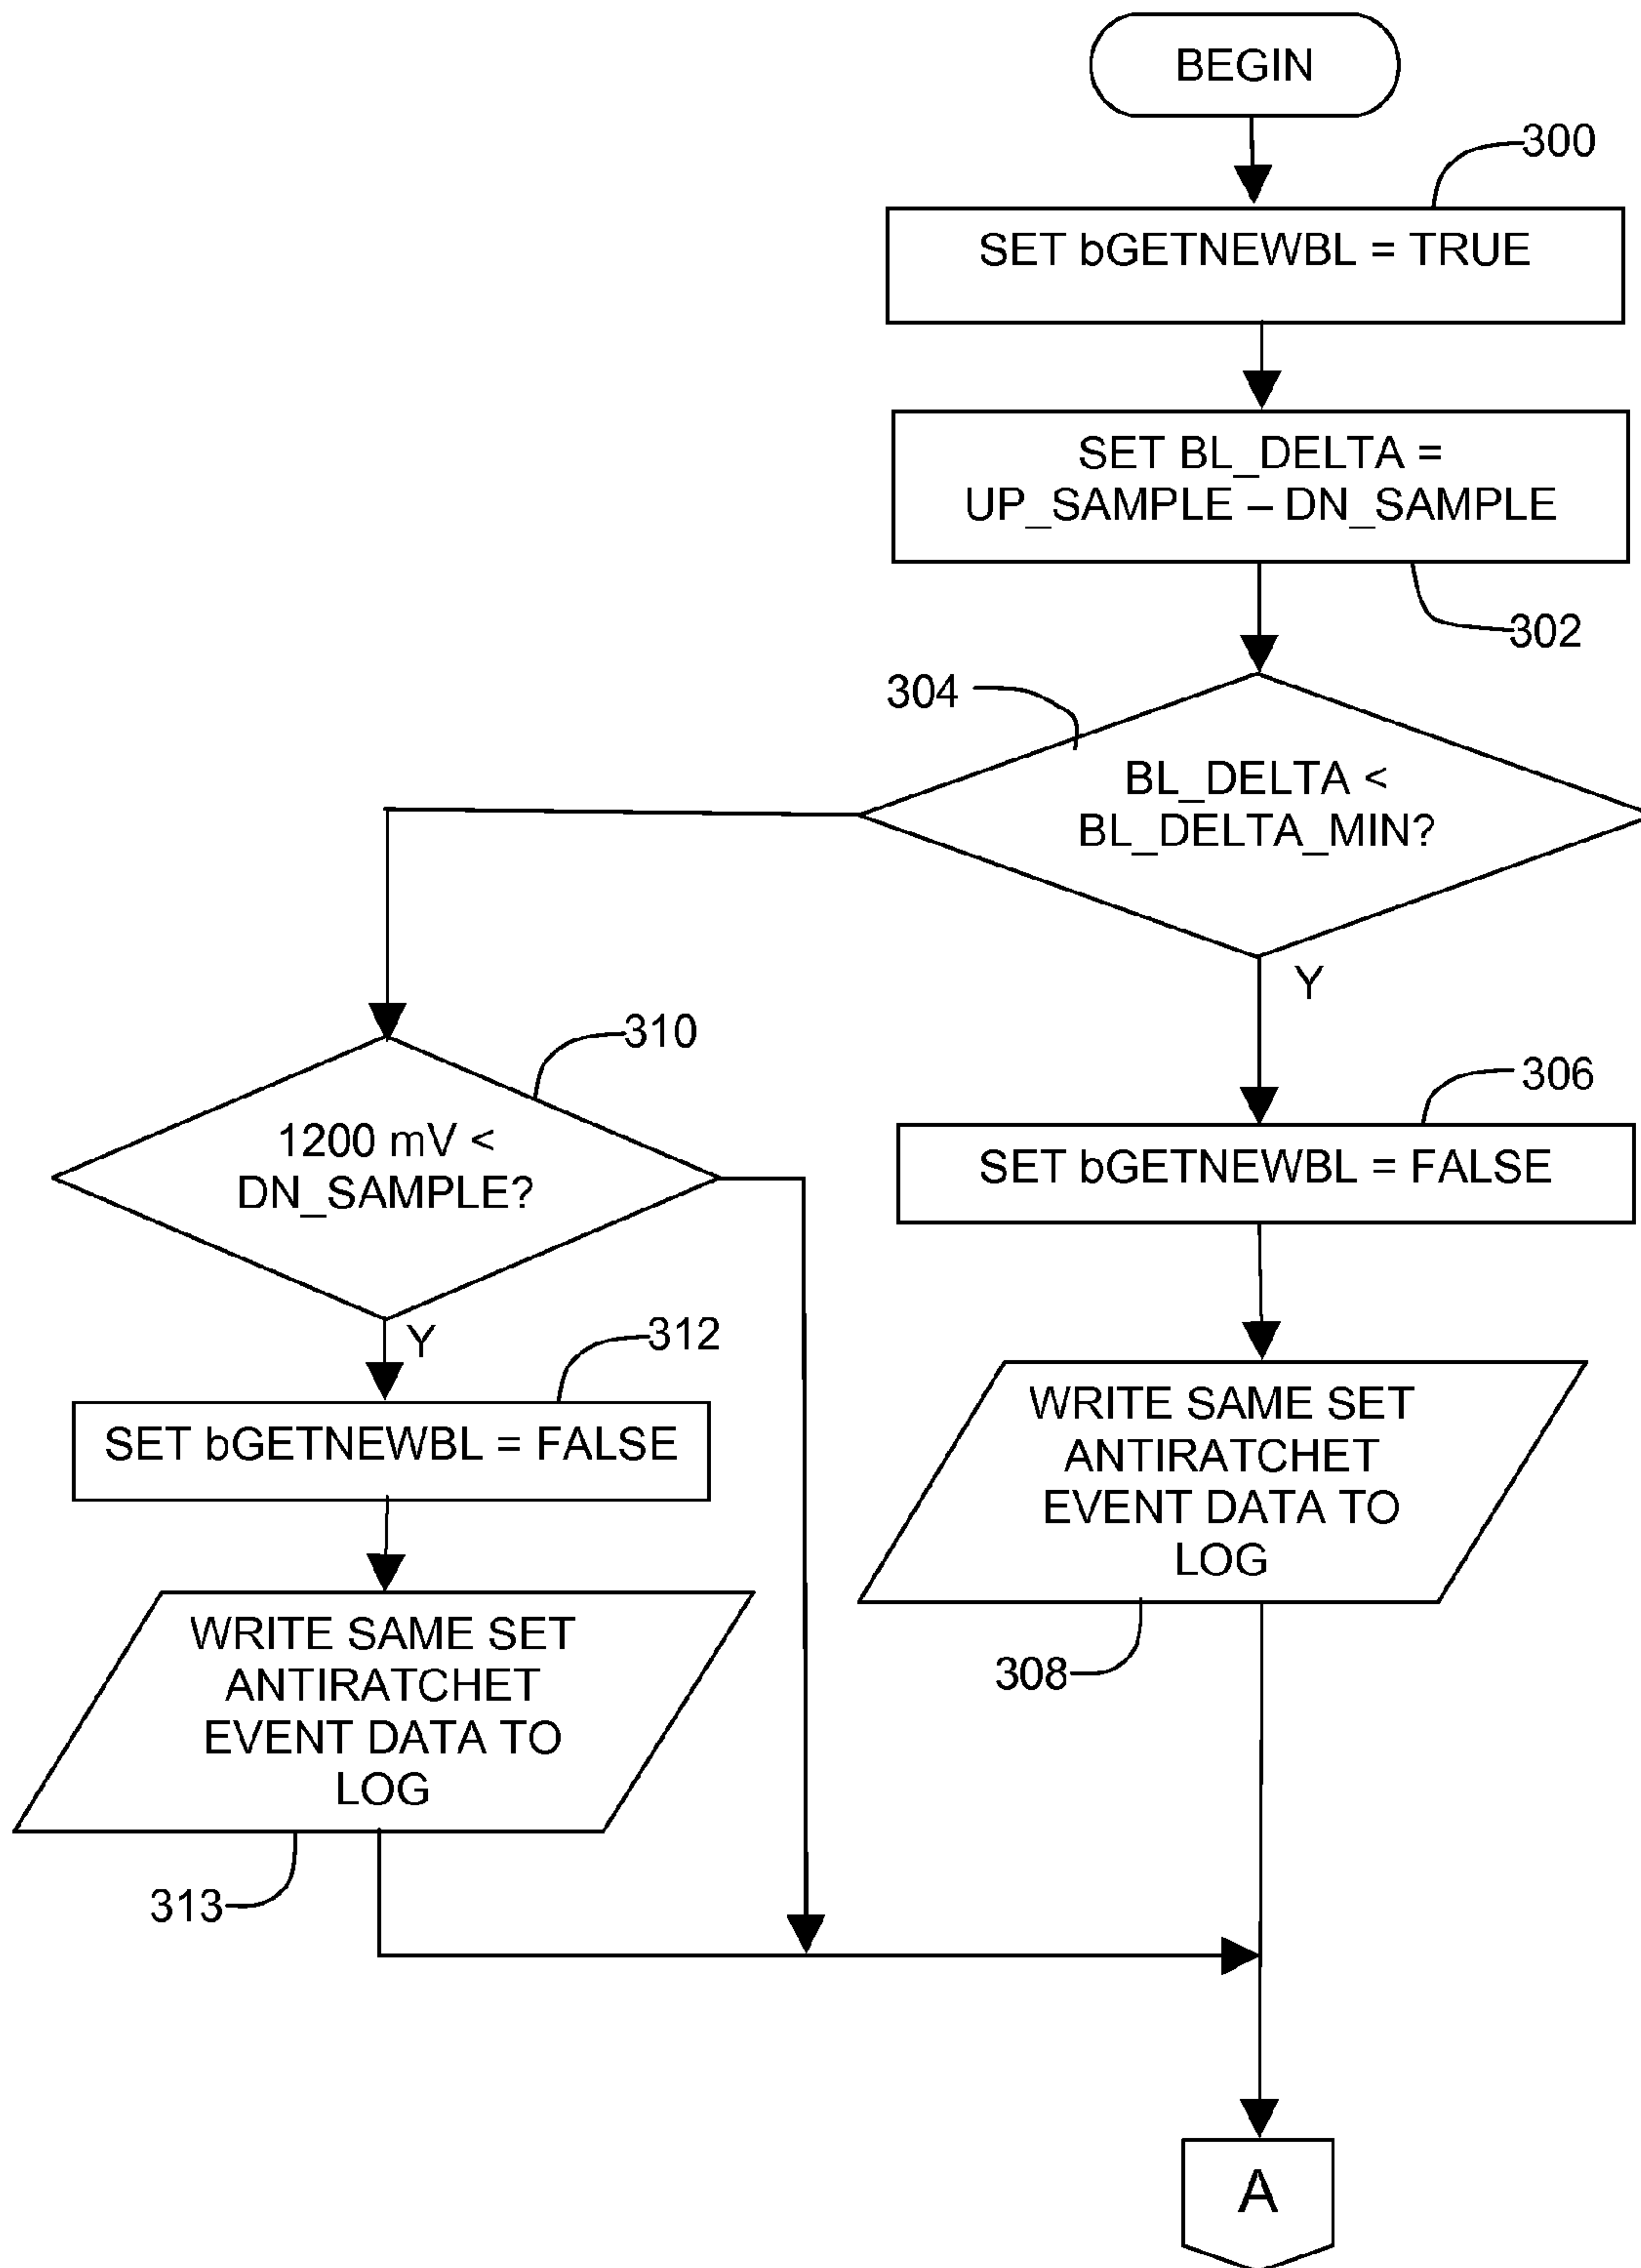 BEGIN
300
SET bGETNEWBL = TRUE
SET BL_DELTA =
UP_SAMPLE – DN_SAMPLE
302
304
BL_DELTA <
BL_DELTA_MIN?
Y
310
1200 mV <
DN_SAMPLE?
306
SET bGETNEWBL = FALSE
Y
312
SET bGETNEWBL = FALSE
WRITE SAME SET
ANTIRATCHET
EVENT DATA TO
LOG
308
WRITE SAME SET
ANTIRATCHET
EVENT DATA TO
LOG
313
A